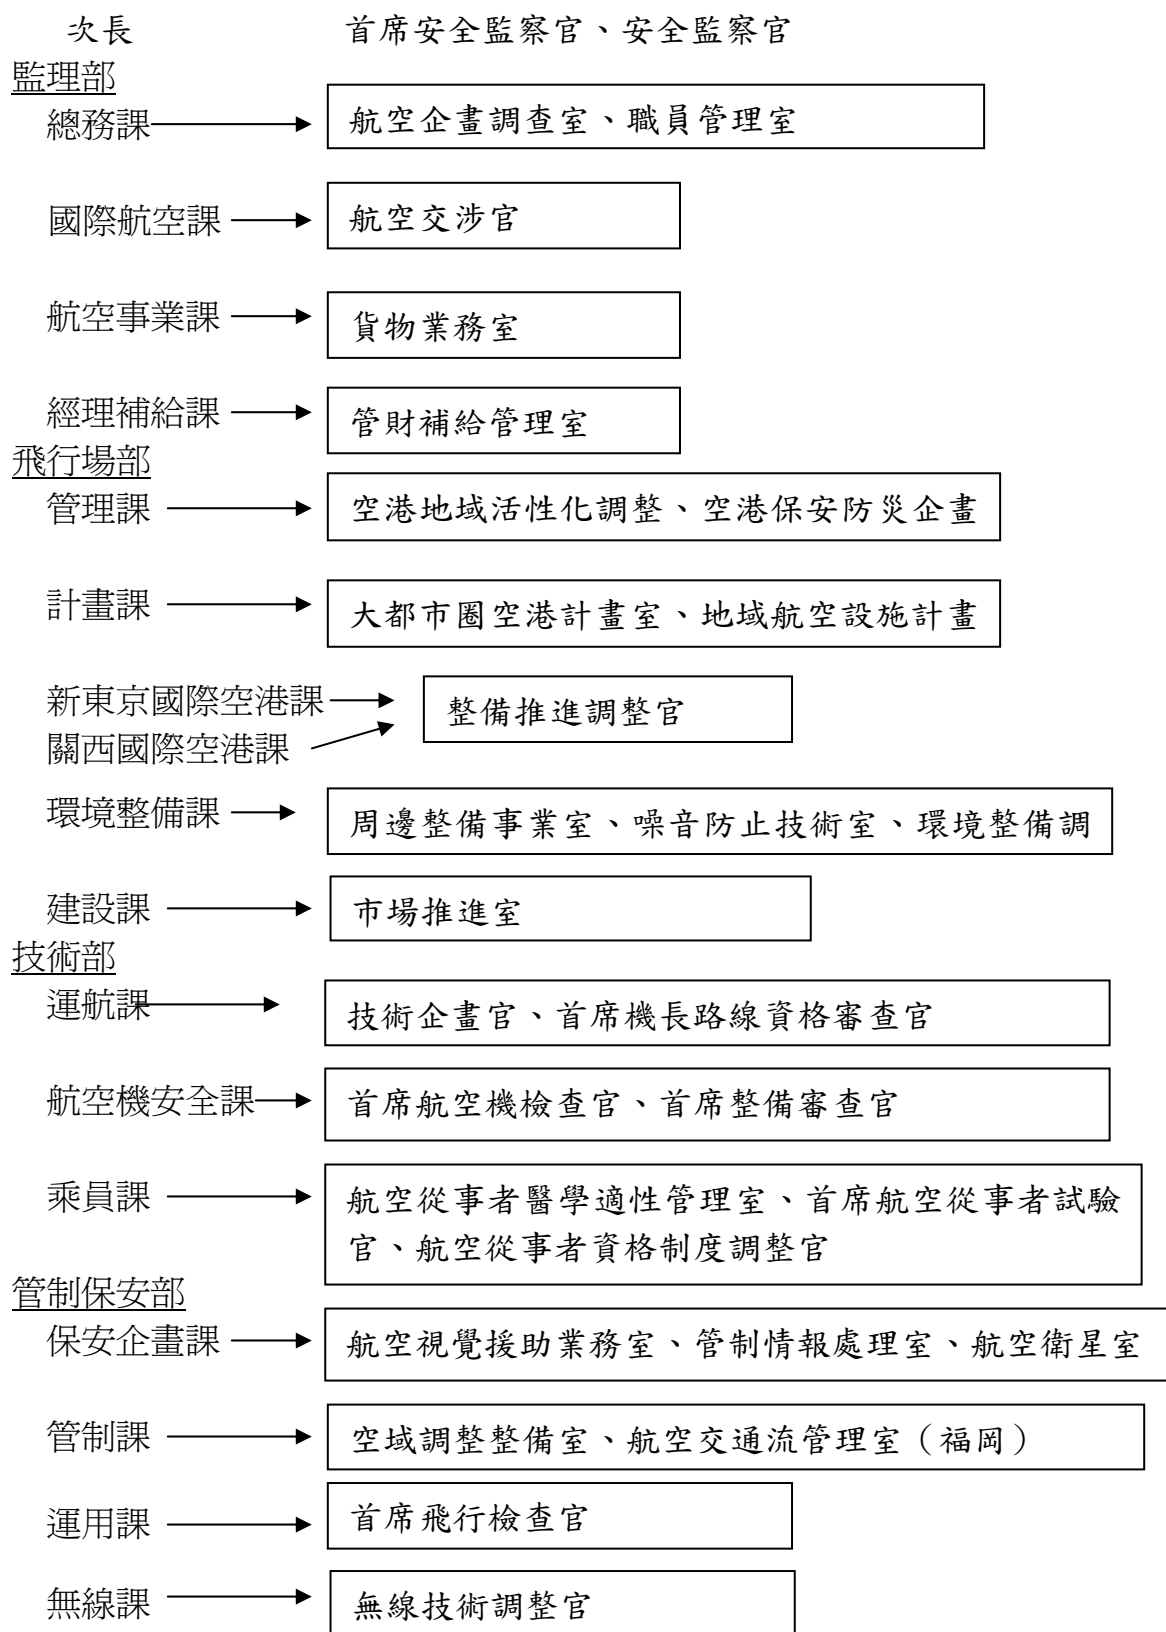 次長 首席安全監察官、安全監察官
監理部
總務課 航空企畫調查室、職員管理室
國際航空課 航空交涉官
航空事業課 貨物業務室
經理補給課 管財補給管理室
飛行場部
管理課 空港地域活性化調整、空港保安防災企畫
計畫課 大都市圈空港計畫室、地域航空設施計畫
新東京國際空港課 整備推進調整官
關西國際空港課
環境整備課 周邊整備事業室、噪音防止技術室、環境整備調
建設課 市場推進室
技術部
運航課 技術企畫官、首席機長路線資格審查官
航空機安全課 首席航空機檢查官、首席整備審查官
乘員課 航空從事者醫學適性管理室、首席航空從事者試驗
官、航空從事者資格制度調整官
管制保安部
保安企畫課 航空視覺援助業務室、管制情報處理室、航空衛星室
管制課 空域調整整備室、航空交通流管理室（福岡）
運用課 首席飛行檢查官
無線課 無線技術調整官